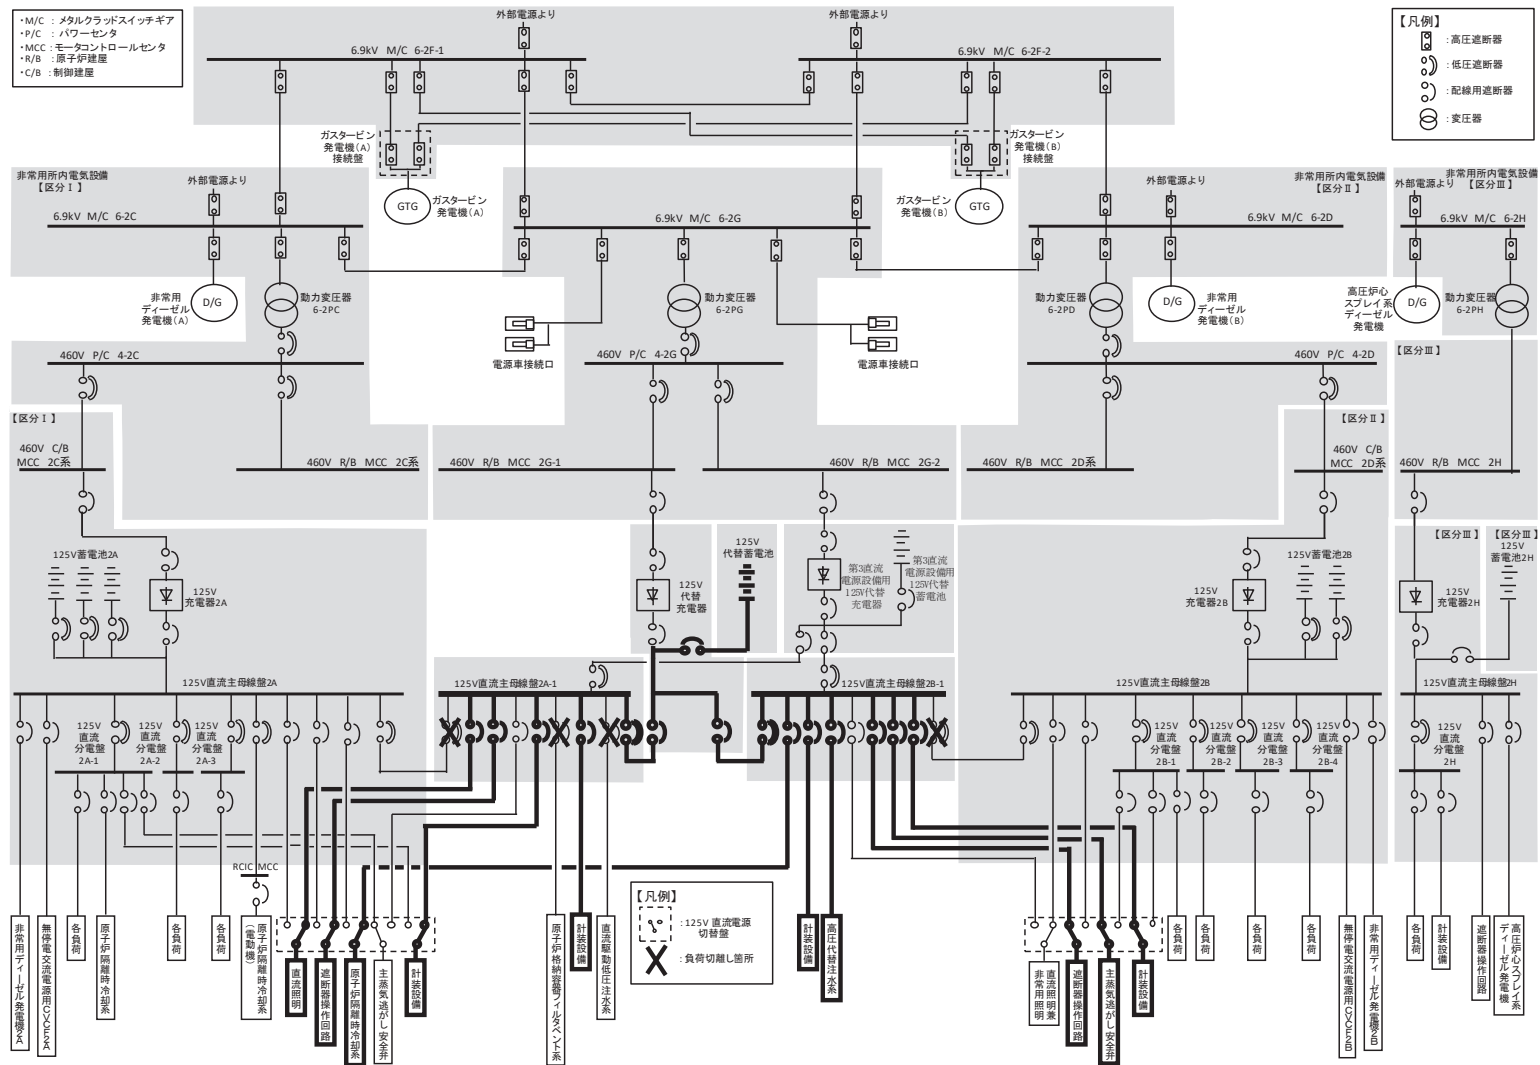 ・M/C ： メタルクラッドスイッチギア
・P/C ： パワーセンタ
・MCC ： モータコントロールセンタ
・R/B ： 原子炉建屋
・C/B ： 制御建屋
外部電源より
外部電源より
6.9kV M/C 6-2F-1
6.9kV M/C 6-2F-2
【凡例】
：高圧遮断器
：低圧遮断器
：配線用遮断器
：変圧器
ガスタービン
発電機(A)
接続盤
ガスタービン
発電機(B)
接続盤
GTG
ガスタービン
発電機(A)
ガスタービン
発電機(B)
GTG
非常用所内電気設備
【区分Ⅰ】
外部電源より
6.9kV M/C 6-2C
6.9kV M/C 6-2G
外部電源より
非常用所内電気設備
【区分Ⅱ】
6.9kV M/C 6-2D
非常用所内電気設備
外部電源より 【区分Ⅲ】
6.9kV M/C 6-2H
非常用
ディーゼル
発電機(A)
D/G
動力変圧器
6-2PC
動力変圧器
6-2PG
電源車接続口
電源車接続口
動力変圧器
6-2PD
D/G
非常用
ディーゼル
発電機(B)
高圧炉心
スプレイ系
ディーゼル
発電機
D/G
動力変圧器
6-2PH
460V P/C 4-2C
460V P/C 4-2G
460V P/C 4-2D
【区分Ⅲ】
【区分Ⅰ】
460V C/B
MCC 2C系
460V R/B MCC 2C系
460V R/B MCC 2G-1
460V R/B MCC 2G-2
460V R/B MCC 2D系
【区分Ⅱ】
460V C/B
MCC 2D系
460V R/B MCC 2H
125V蓄電池2A
125V
充電器2A
125V
代替
充電器
125V
代替蓄電池
第3直流
電源設備用
125V代替
充電器
第3直流
電源設備用
125V代替
蓄電池
125V
充電器2B
125V蓄電池2B
【区分Ⅲ】
125V
充電器2H
【区分Ⅲ】
125V
蓄電池2H
125V直流主母線盤2A
125V直流主母線盤2A-1
125V直流主母線盤2B-1
125V直流主母線盤2B
125V直流主母線盤2H
125V
直流
分電盤
2A-1
125V
直流
分電盤
2A-2
125V
直流
分電盤
2A-3
125V
直流
分電盤
2B-1
125V
直流
分電盤
2B-2
125V
直流
分電盤
2B-3
125V
直流
分電盤
2B-4
125V
直流
分電盤
2H
RCIC MCC
【凡例】
：125V 直流電源
切替盤
：負荷切離し箇所
非常用ディーゼル発電機2A
無停電交流電源用CVCF2A
各負荷
原子炉隔離時冷却系
各負荷
各負荷
原子炉隔離時冷却系
(電動機)
直流照明
遮断器操作回路
原子炉隔離時冷却系
主蒸気逃がし安全弁
計装設備
原子炉格納容器フィルタベント系
計装設備
直流駆動低圧注水系
計装設備
高圧代替注水系
直流照明兼
非常用照明
遮断器操作回路
主蒸気逃がし安全弁
計装設備
各負荷
各負荷
各負荷
各負荷
無停電交流電源用CVCF2B
非常用ディーゼル発電機2B
各負荷
計装設備
遮断器操作回路
高圧炉心スプレイ系
ディーゼル発電機